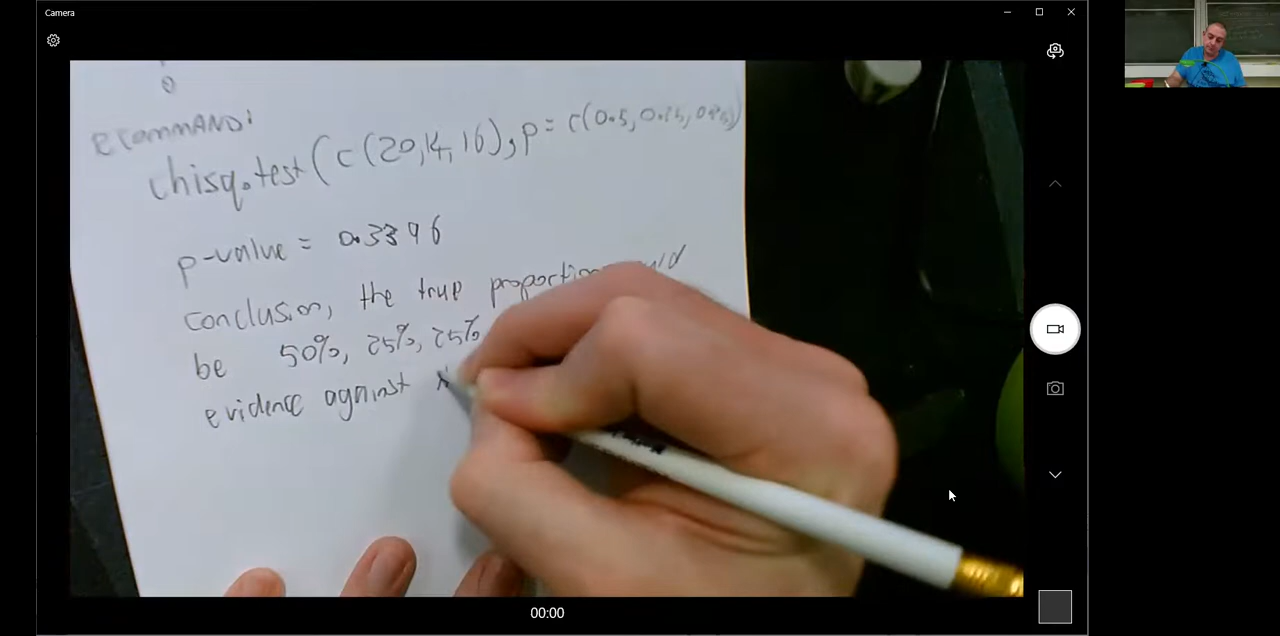 Camera
R COMMAND:
chisq.test(c(20,14,16), p = c(0.5, 0.25, 0.25)
p-value = 0.3396
conclusion, the true proportions
be 50%, 25%, 25%
evidence against
00:00